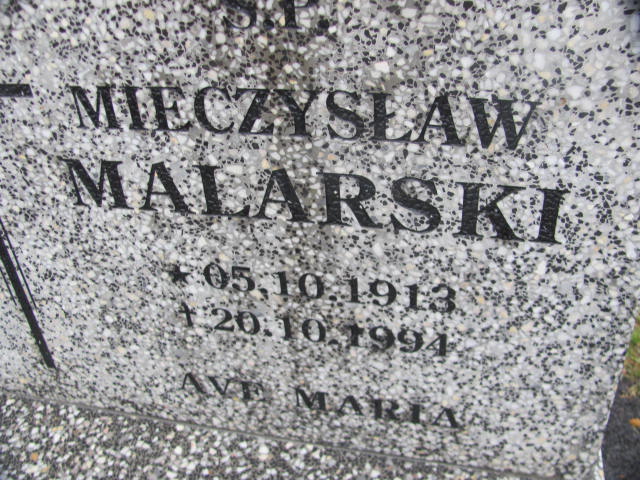 Ś.P.
MIECZYSŁAW
MALARSKI
★ 05.10.1913
† 20.10.1994
AVE MARIA